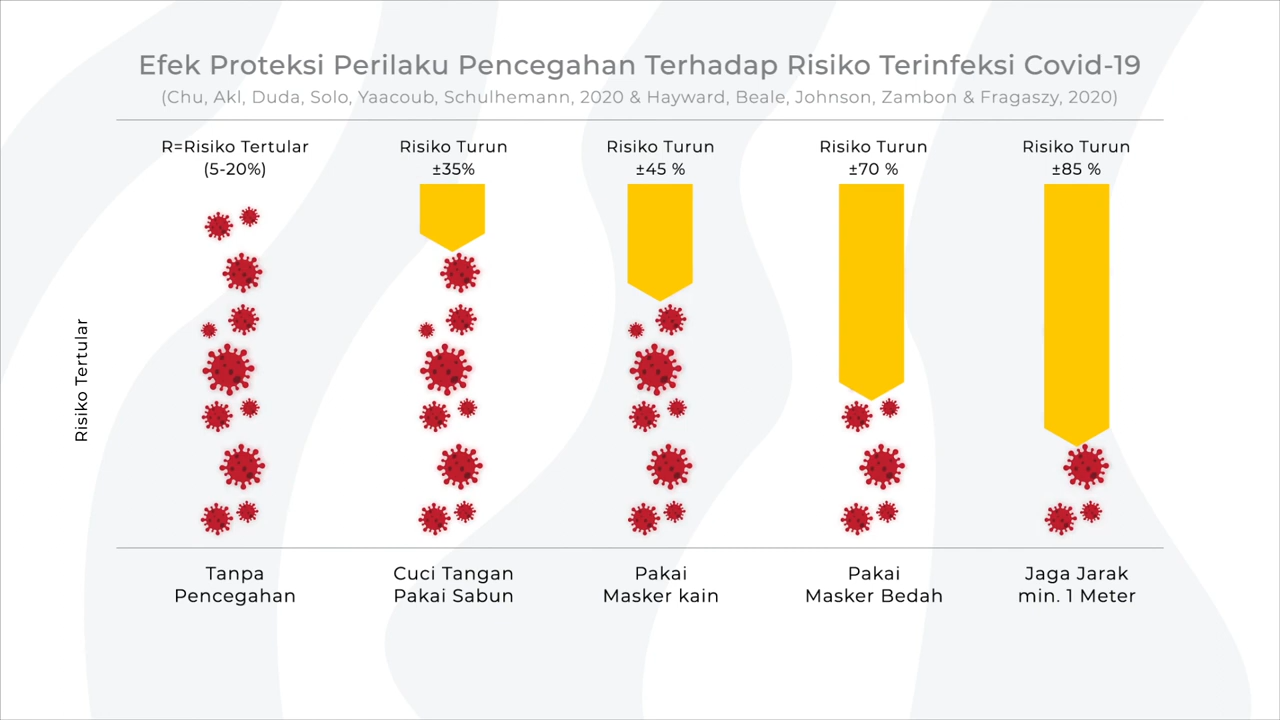 Efek Proteksi Perilaku Pencegahan Terhadap Risiko Terinfeksi Covid-19
(Chu, Akl, Duda, Solo, Yaacoub, Schulhemann, 2020 & Hayward, Beale, Johnson, Zambon & Fragaszy, 2020)
R=Risiko Tertular
(5-20%)
Risiko Turun
±35%
Risiko Turun
±45 %
Risiko Turun
±70 %
Risiko Turun
±85 %
Risiko Tertular
Tanpa
Pencegahan
Cuci Tangan
Pakai Sabun
Pakai
Masker kain
Pakai
Masker Bedah
Jaga Jarak
min. 1 Meter